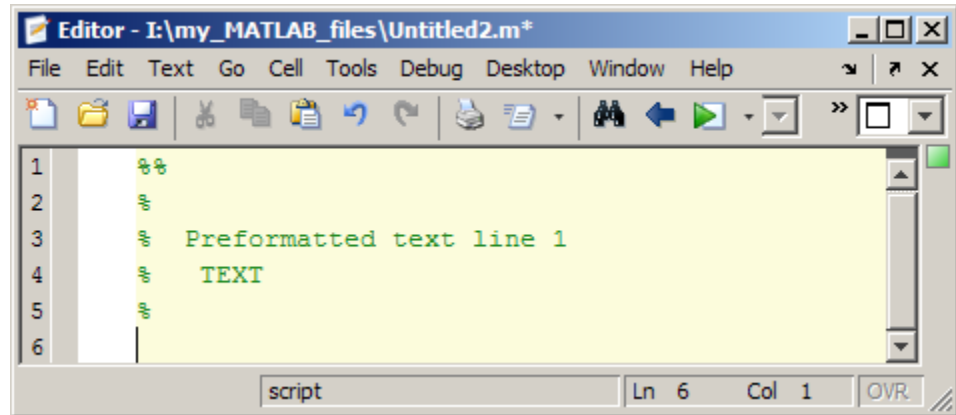 Editor - I:\my_MATLAB_files\Untitled2.m*
File Edit Text Go Cell Tools Debug Desktop Window Help
1 %%
2 %
3 %  Preformatted text line 1
4 %   TEXT
5 %
6
script Ln 6 Col 1 OVR